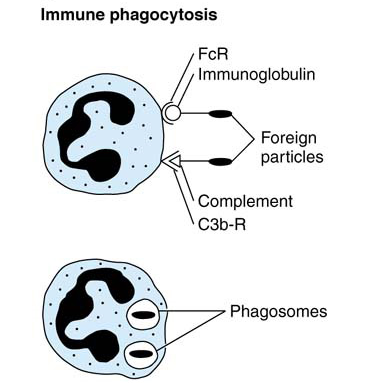 Immune phagocytosis
FcR
Immunoglobulin
Foreign
particles
Complement
C3b-R
Phagosomes